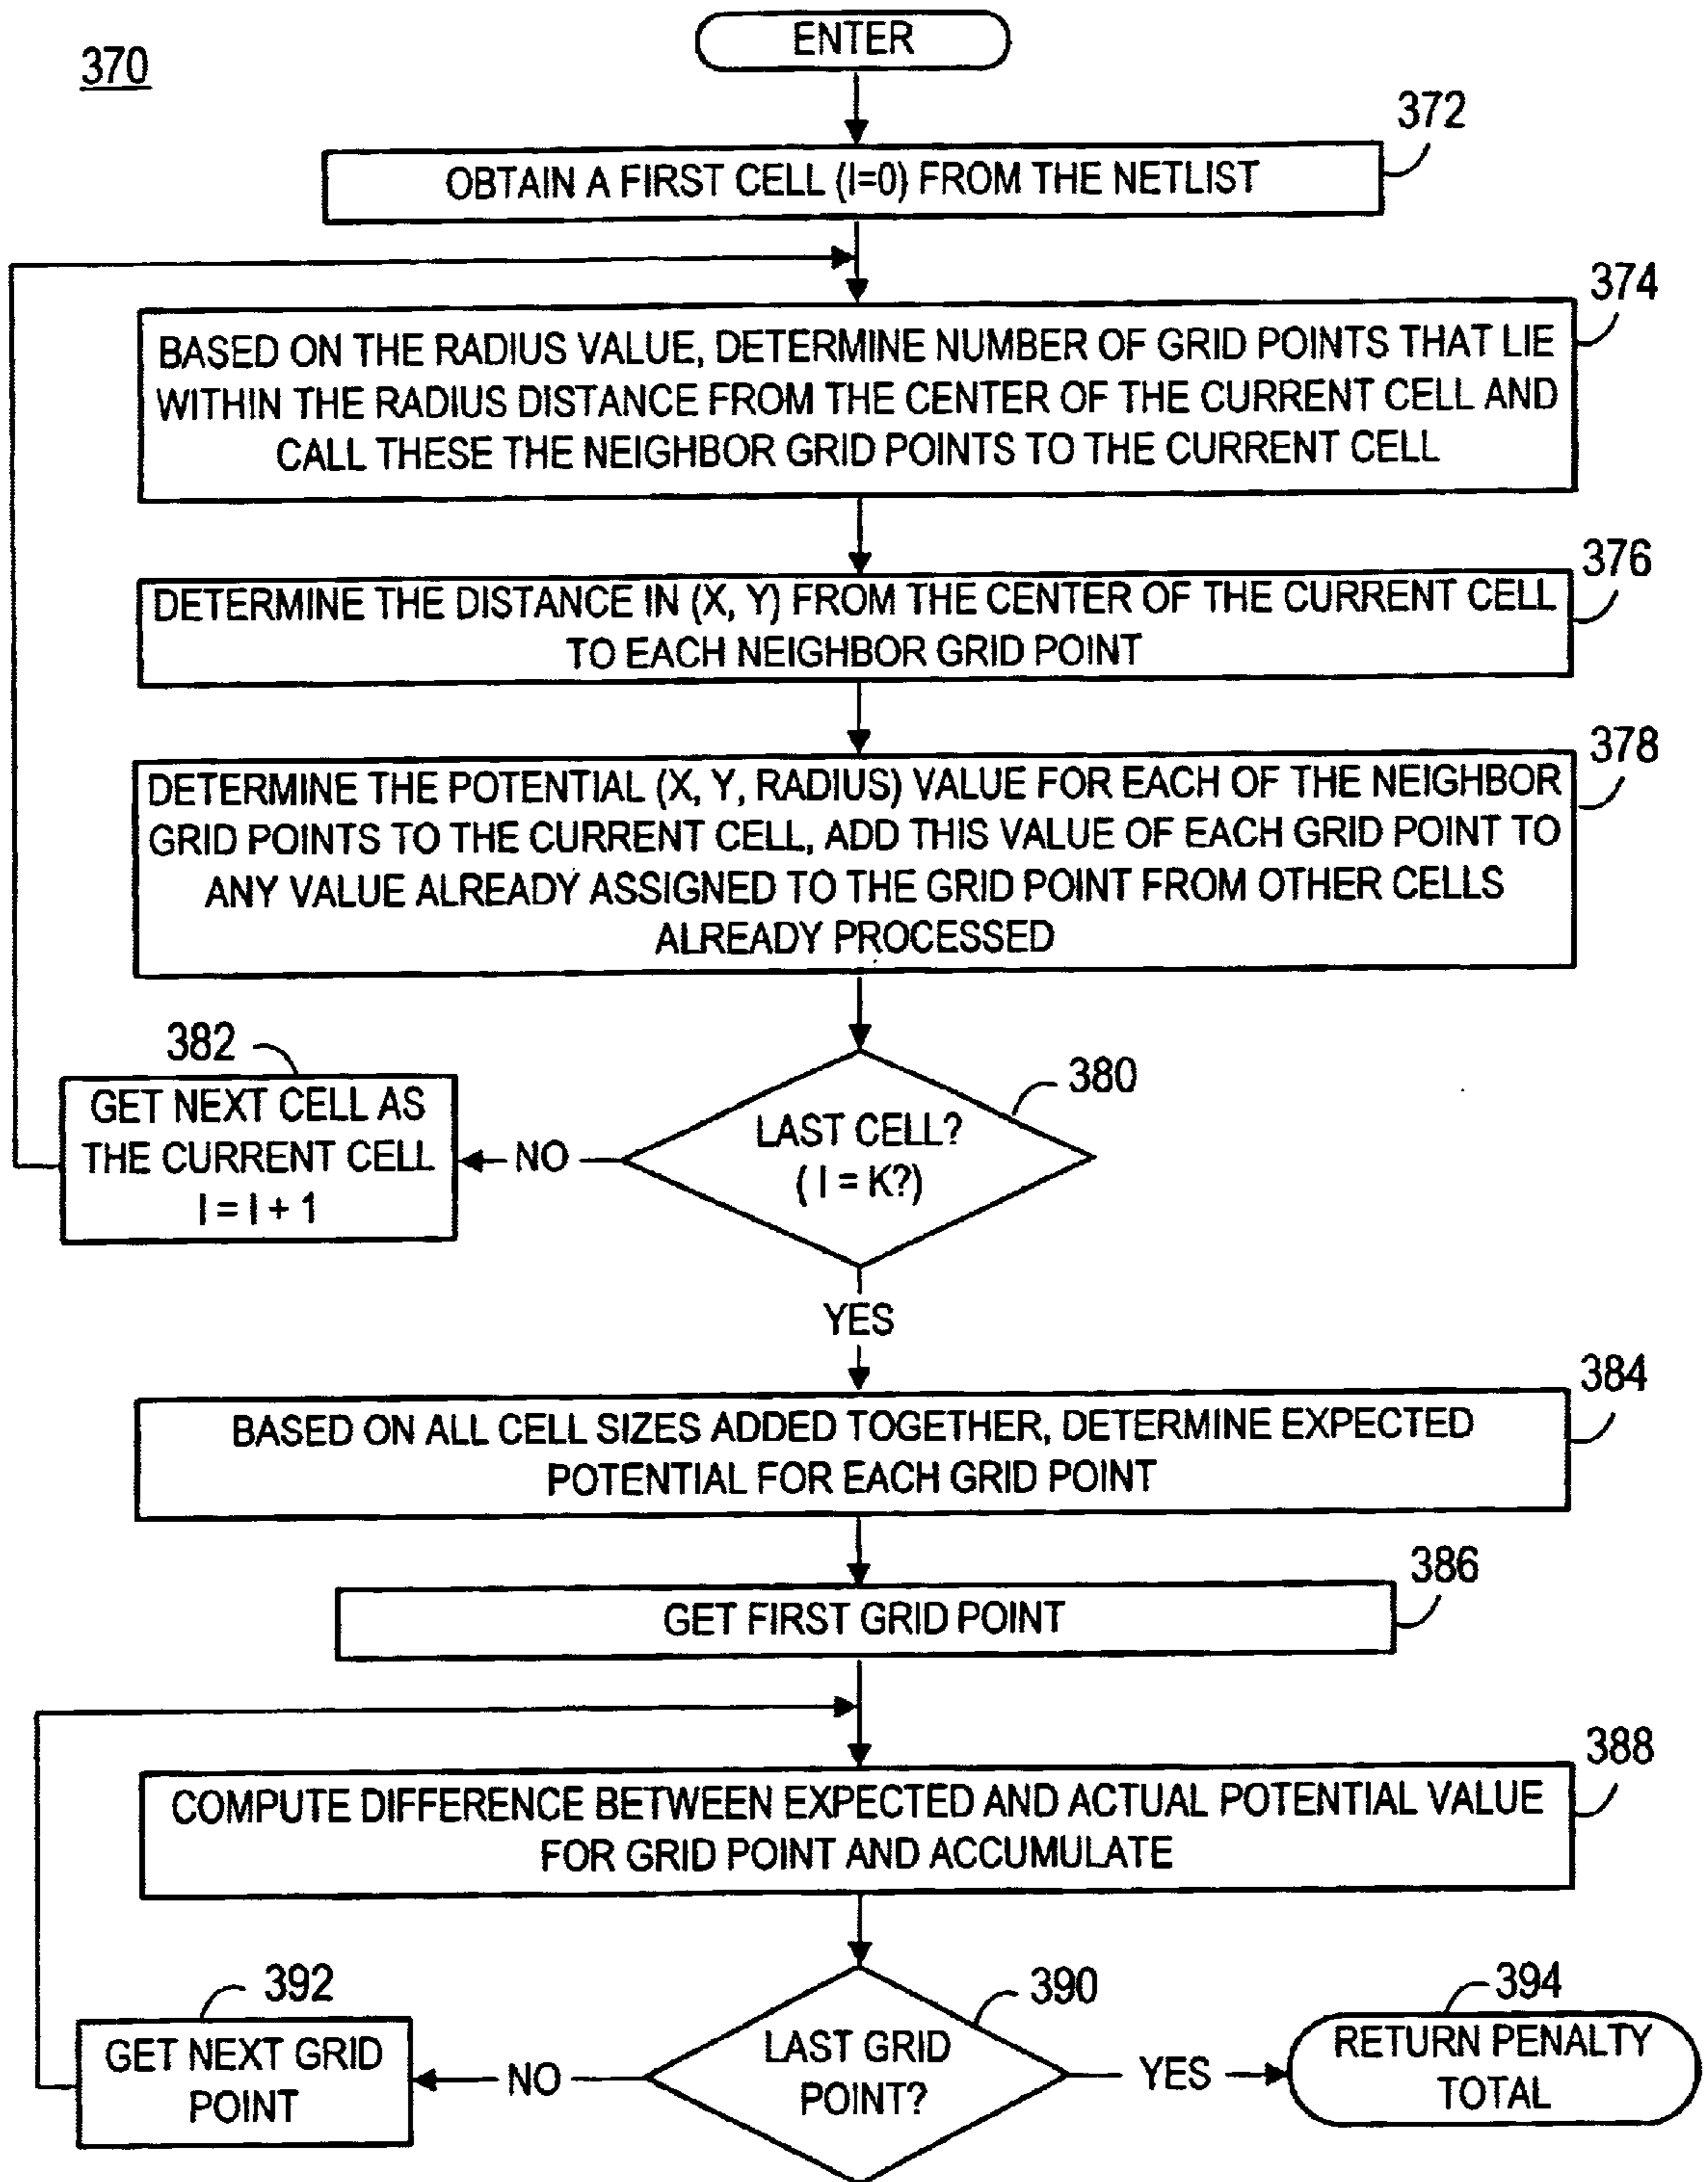 370
ENTER
372
OBTAIN A FIRST CELL (I=0) FROM THE NETLIST
374
BASED ON THE RADIUS VALUE, DETERMINE NUMBER OF GRID POINTS THAT LIE
WITHIN THE RADIUS DISTANCE FROM THE CENTER OF THE CURRENT CELL AND
CALL THESE THE NEIGHBOR GRID POINTS TO THE CURRENT CELL
376
DETERMINE THE DISTANCE IN (X, Y) FROM THE CENTER OF THE CURRENT CELL
TO EACH NEIGHBOR GRID POINT
378
DETERMINE THE POTENTIAL (X, Y, RADIUS) VALUE FOR EACH OF THE NEIGHBOR
GRID POINTS TO THE CURRENT CELL, ADD THIS VALUE OF EACH GRID POINT TO
ANY VALUE ALREADY ASSIGNED TO THE GRID POINT FROM OTHER CELLS
ALREADY PROCESSED
380
LAST CELL?
( I = K?)
NO
382
GET NEXT CELL AS
THE CURRENT CELL
I = I + 1
YES
384
BASED ON ALL CELL SIZES ADDED TOGETHER, DETERMINE EXPECTED
POTENTIAL FOR EACH GRID POINT
386
GET FIRST GRID POINT
388
COMPUTE DIFFERENCE BETWEEN EXPECTED AND ACTUAL POTENTIAL VALUE
FOR GRID POINT AND ACCUMULATE
390
LAST GRID
POINT?
NO
392
GET NEXT GRID
POINT
YES
394
RETURN PENALTY
TOTAL